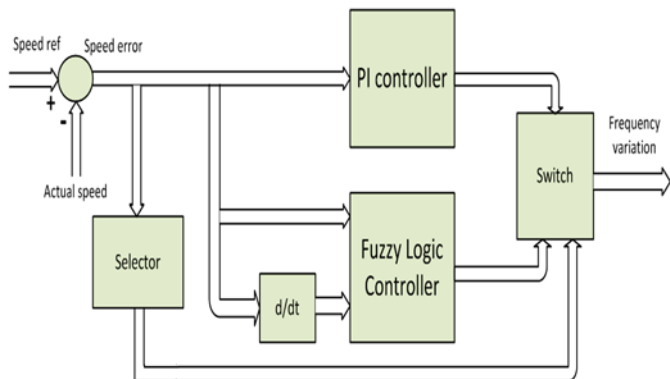 Speed ref
Speed error
+
-
Actual speed
PI controller
Frequency
variation
Switch
Selector
Fuzzy Logic
Controller
d/dt